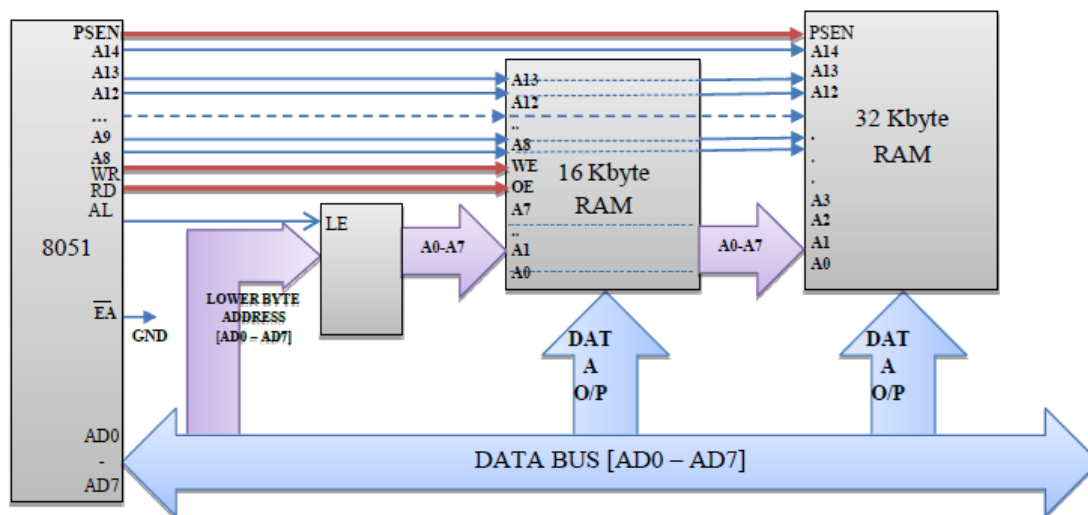 PSEN
A14
A13
A12
...
A9
A8
WR
RD
AL
8051
EA
GND
AD0
-
AD7
LOWER BYTE
ADDRESS
[AD0 – AD7]
LE
A0-A7
A13
A12
..
A8
WE
OE
A7
..
A1
A0
16 Kbyte
RAM
A0-A7
PSEN
A14
A13
A12
.
.
.
A3
A2
A1
A0
32 Kbyte
RAM
DAT
A
O/P
DAT
A
O/P
DATA BUS [AD0 – AD7]